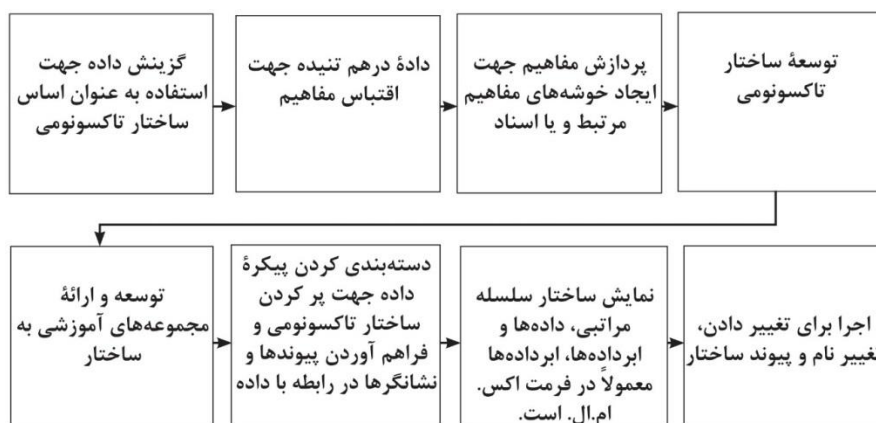 گزینش داده جهت
استفاده به عنوان اساس
ساختار تاکسونومی
دادهٔ درهم تنیده جهت
اقتباس مفاهیم
پردازش مفاهیم جهت
ایجاد خوشه‌های مفاهیم
مرتبط و یا اسناد
توسعهٔ ساختار
تاکسونومی
توسعه و ارائهٔ
مجموعه‌های آموزشی به
ساختار
دسته‌بندی کردن پیکرهٔ
داده جهت پر کردن
ساختار تاکسونومی و
فراهم آوردن پیوندها و
نشانگرها در رابطه با داده
نمایش ساختار سلسله
مراتبی، داده‌ها و
ابرداده‌ها، ابرداده‌ها
معمولاً در فرمت اکس.
ام.ال. است.
اجرا برای تغییر دادن،
تغییر نام و پیوند ساختار